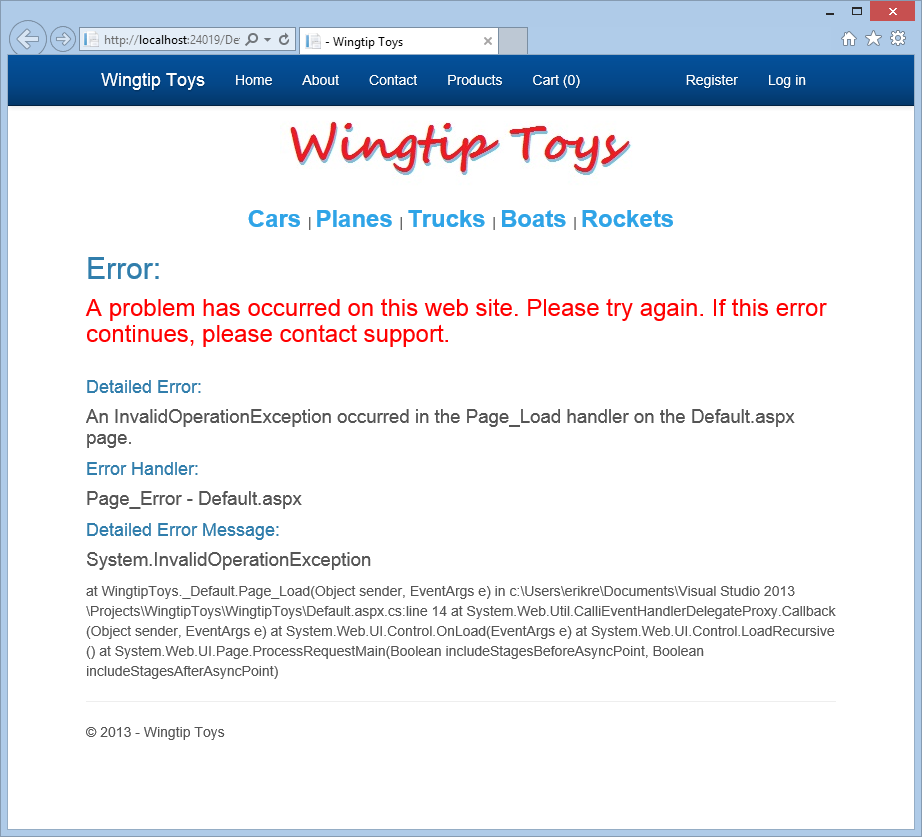 http://localhost:24019/De
- Wingtip Toys
Wingtip Toys Home About Contact Products Cart (0) Register Log in
Wingtip Toys
Cars | Planes | Trucks | Boats | Rockets
Error:
A problem has occurred on this web site. Please try again. If this error
continues, please contact support.
Detailed Error:
An InvalidOperationException occurred in the Page_Load handler on the Default.aspx
page.
Error Handler:
Page_Error - Default.aspx
Detailed Error Message:
System.InvalidOperationException
at WingtipToys._Default.Page_Load(Object sender, EventArgs e) in c:\Users\erikre\Documents\Visual Studio 2013
\Projects\WingtipToys\WingtipToys\Default.aspx.cs:line 14 at System.Web.Util.CalliEventHandlerDelegateProxy.Callback
(Object sender, EventArgs e) at System.Web.UI.Control.OnLoad(EventArgs e) at System.Web.UI.Control.LoadRecursive
() at System.Web.UI.Page.ProcessRequestMain(Boolean includeStagesBeforeAsyncPoint, Boolean
includeStagesAfterAsyncPoint)
© 2013 - Wingtip Toys